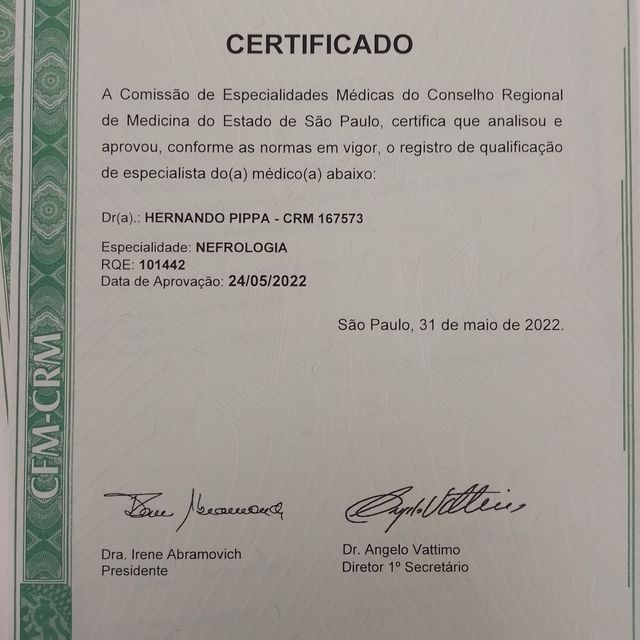 CERTIFICADO
A Comissão de Especialidades Médicas do Conselho Regional
de Medicina do Estado de São Paulo, certifica que analisou e
aprovou, conforme as normas em vigor, o registro de qualificação
de especialista do(a) médico(a) abaixo:
Dr(a).: HERNANDO PIPPA - CRM 167573
Especialidade: NEFROLOGIA
RQE: 101442
Data de Aprovação: 24/05/2022
São Paulo, 31 de maio de 2022.
CFM-CRM
Dra. Irene Abramovich
Presidente
Dr. Angelo Vattimo
Diretor 1º Secretário